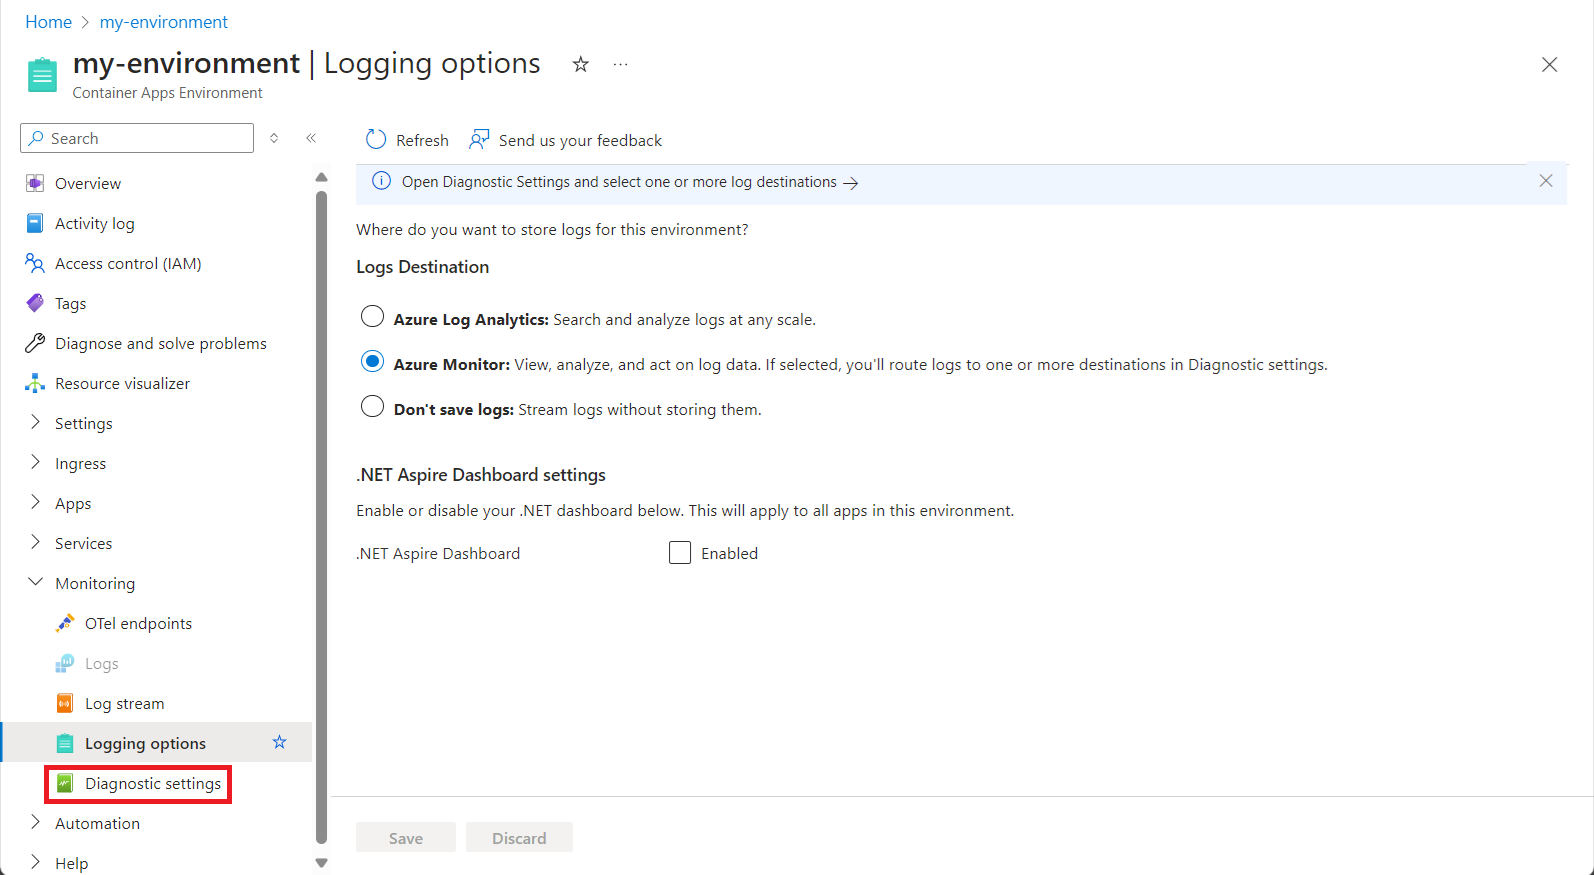 Home > my-environment
my-environment | Logging options
Container Apps Environment
Search
Overview
Activity log
Access control (IAM)
Tags
Diagnose and solve problems
Resource visualizer
Settings
Ingress
Apps
Services
Monitoring
OTel endpoints
Logs
Log stream
Logging options
Diagnostic settings
Automation
Help
Refresh
Send us your feedback
Open Diagnostic Settings and select one or more log destinations
Where do you want to store logs for this environment?
Logs Destination
Azure Log Analytics: Search and analyze logs at any scale.
Azure Monitor: View, analyze, and act on log data. If selected, you'll route logs to one or more destinations in Diagnostic settings.
Don't save logs: Stream logs without storing them.
.NET Aspire Dashboard settings
Enable or disable your .NET dashboard below. This will apply to all apps in this environment.
.NET Aspire Dashboard
Enabled
Save
Discard